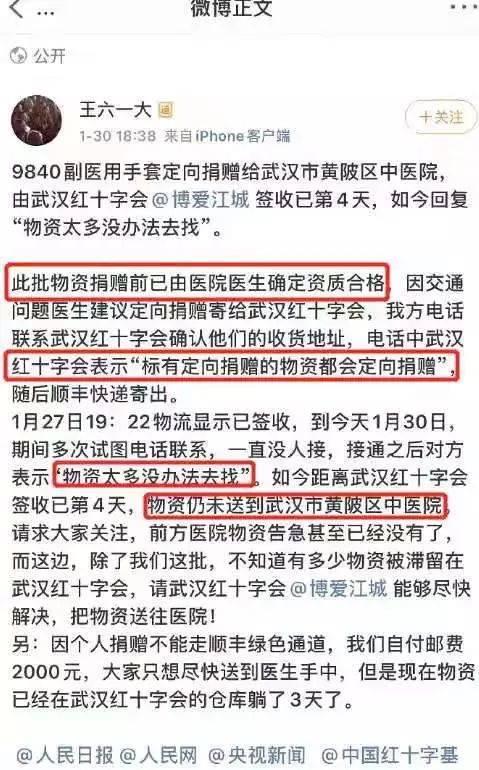 微博正文
公开
王六一大
+关注
1-30 18:38 来自iPhone客户端
9840副医用手套定向捐赠给武汉市黄陂区中医院,
由武汉红十字会@博爱江城 签收已第4天，如今回复
“物资太多没办法去找”。
此批物资捐赠前已由医院医生确定资质合格，因交通
问题医生建议定向捐赠寄给武汉红十字会，我方电话
联系武汉红十字会确认他们的收货地址，电话中武汉
红十字会表示“标有定向捐赠的物资都会定向捐赠”，
随后顺丰快递寄出。
1月27日19：22物流显示已签收，到今天1月30日，
期间多次试图电话联系，一直没人接，接通之后对方
表示“物资太多没办法去找”。如今距离武汉红十字会
签收已第4天，物资仍未送到武汉市黄陂区中医院，
请求大家关注，前方医院物资告急甚至已经没有了，
而这边，除了我们这批，不知道有多少物资被滞留在
武汉红十字会，请武汉红十字会@博爱江城 能够尽快
解决，把物资送往医院！
另：因个人捐赠不能走顺丰绿色通道，我们自付邮费
2000元，大家只想尽快送到医生手中，但是现在物资
已经在武汉红十字会的仓库躺了3天了。
@人民日报 @人民网 @央视新闻 @中国红十字基